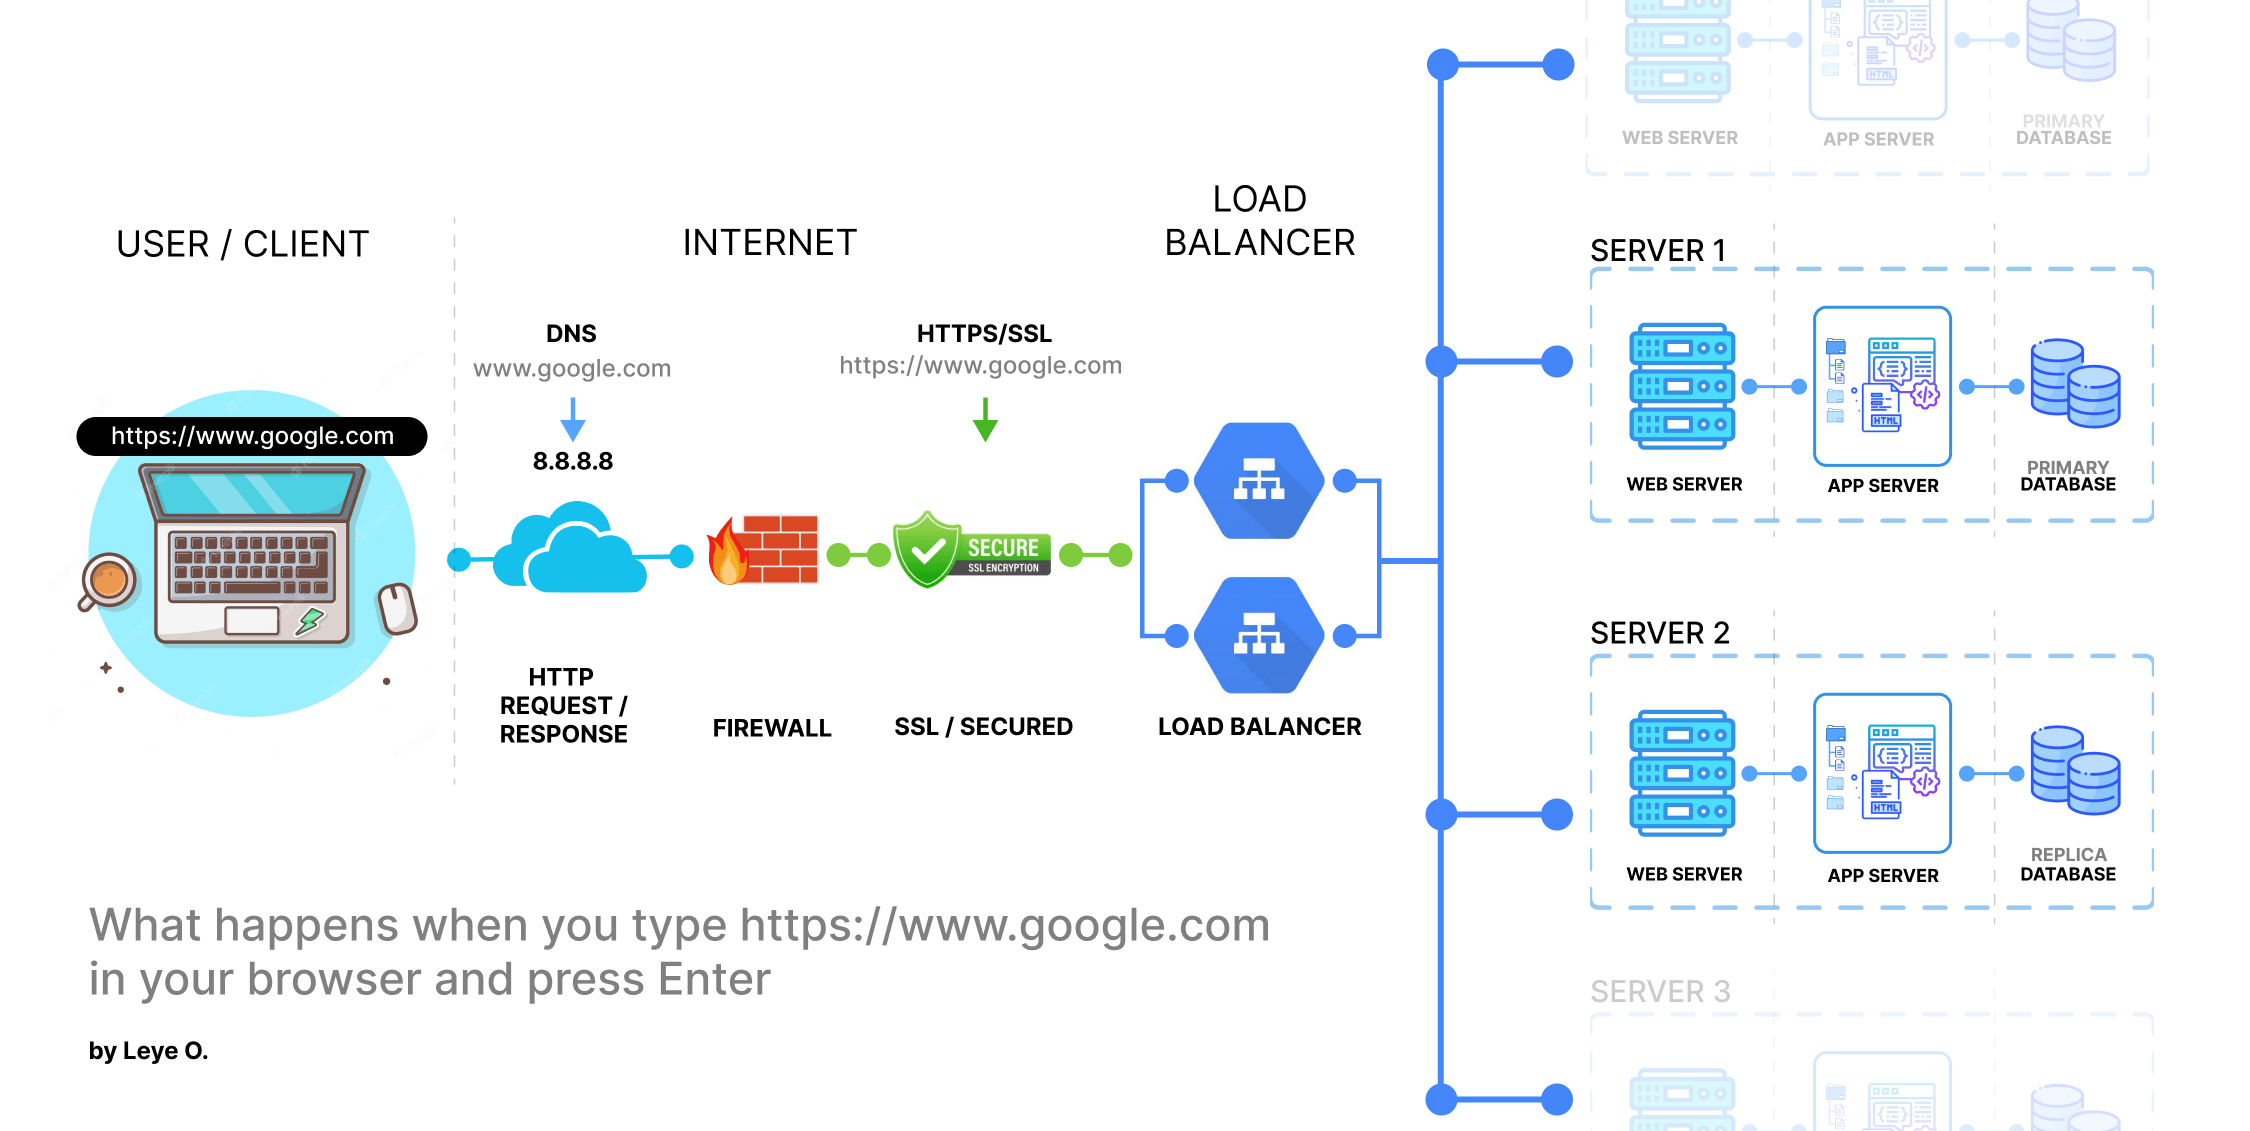 WEB SERVER
APP SERVER
PRIMARY
DATABASE
HTML
USER / CLIENT
INTERNET
LOAD
BALANCER
DNS
www.google.com
8.8.8.8
HTTPS/SSL
https://www.google.com
https://www.google.com
SECURE
SSL ENCRYPTION
HTTP
REQUEST /
RESPONSE
FIREWALL
SSL / SECURED
LOAD BALANCER
SERVER 1
HTML
WEB SERVER
APP SERVER
PRIMARY
DATABASE
SERVER 2
HTML
WEB SERVER
APP SERVER
REPLICA
DATABASE
SERVER 3
What happens when you type https://www.google.com
in your browser and press Enter
by Leye O.